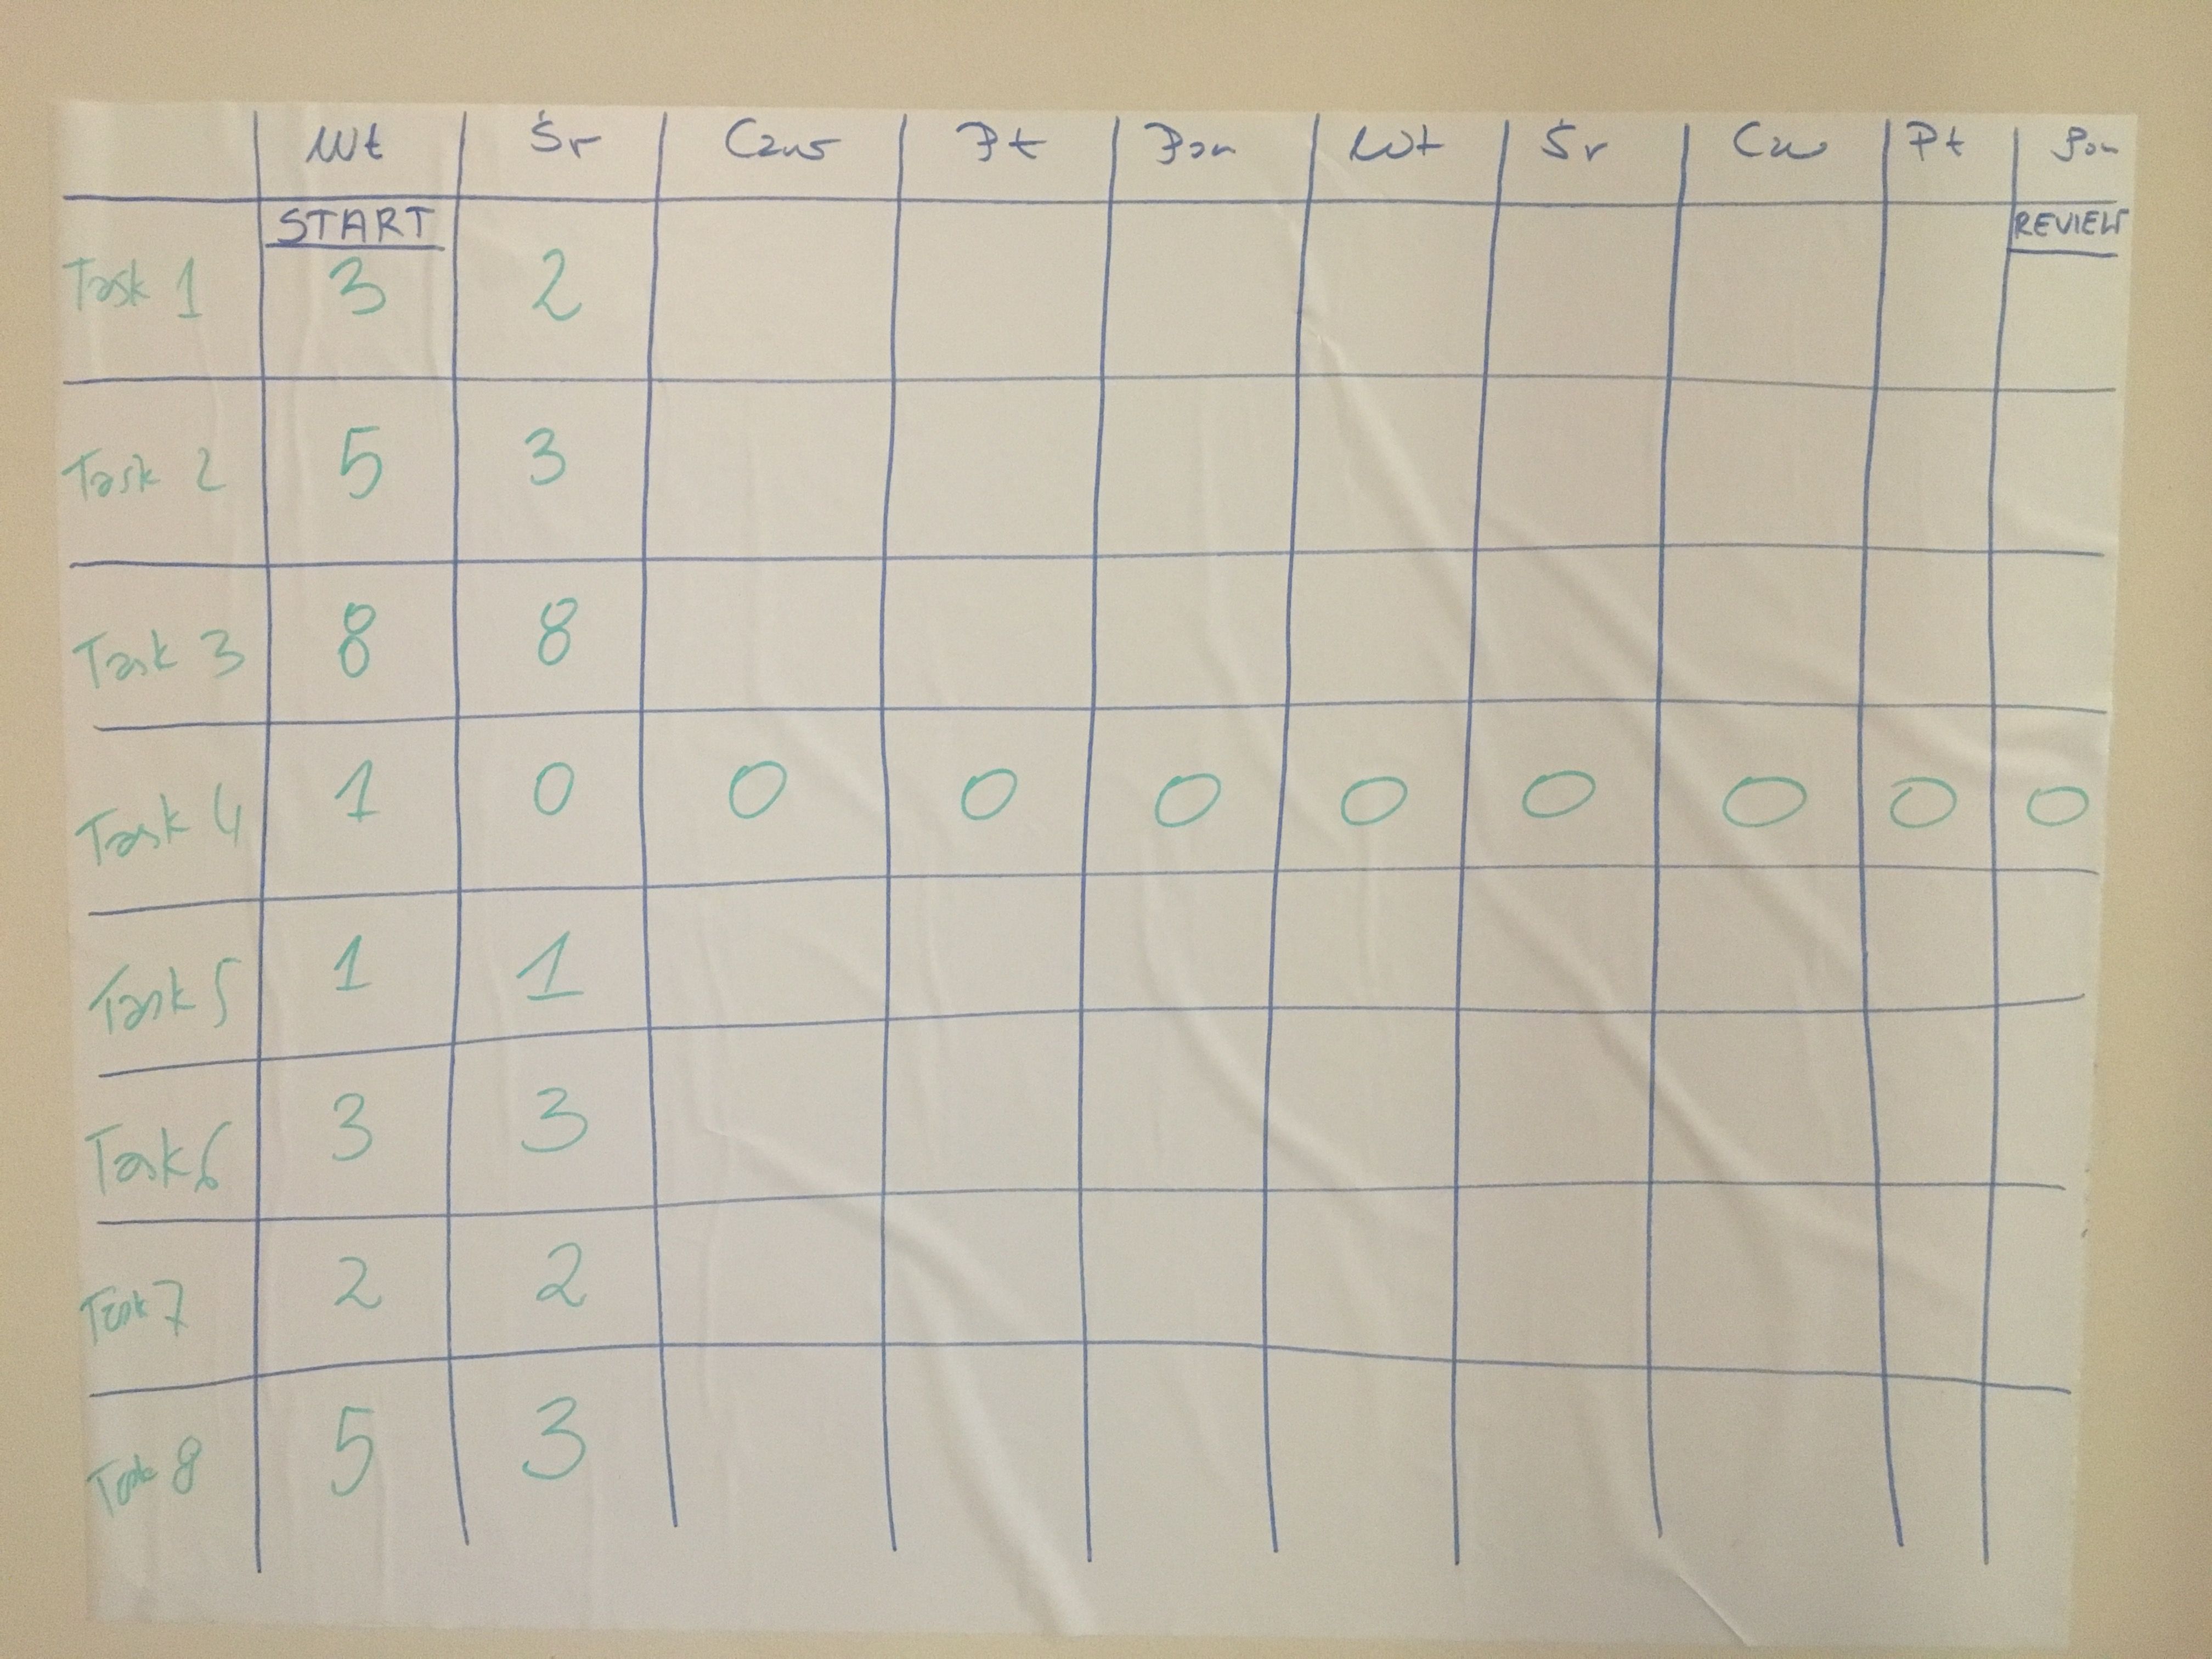 Wt Śr Czw Pt Pon Wt Śr Czw Pt Pon
START REVIEW
Task 1 3 2
Task 2 5 3
Task 3 8 8
Task 4 1 0 0 0 0 0 0 0 0 0
Task 5 1 1
Task 6 3 3
Task 7 2 2
Task 8 5 3